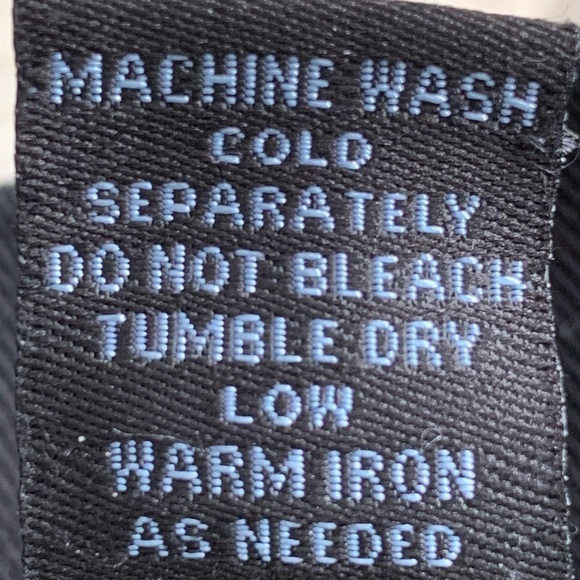 MACHINE WASH
COLD
SEPARATELY
DO NOT BLEACH
TUMBLE DRY
LOW
WARM IRON
AS NEEDED